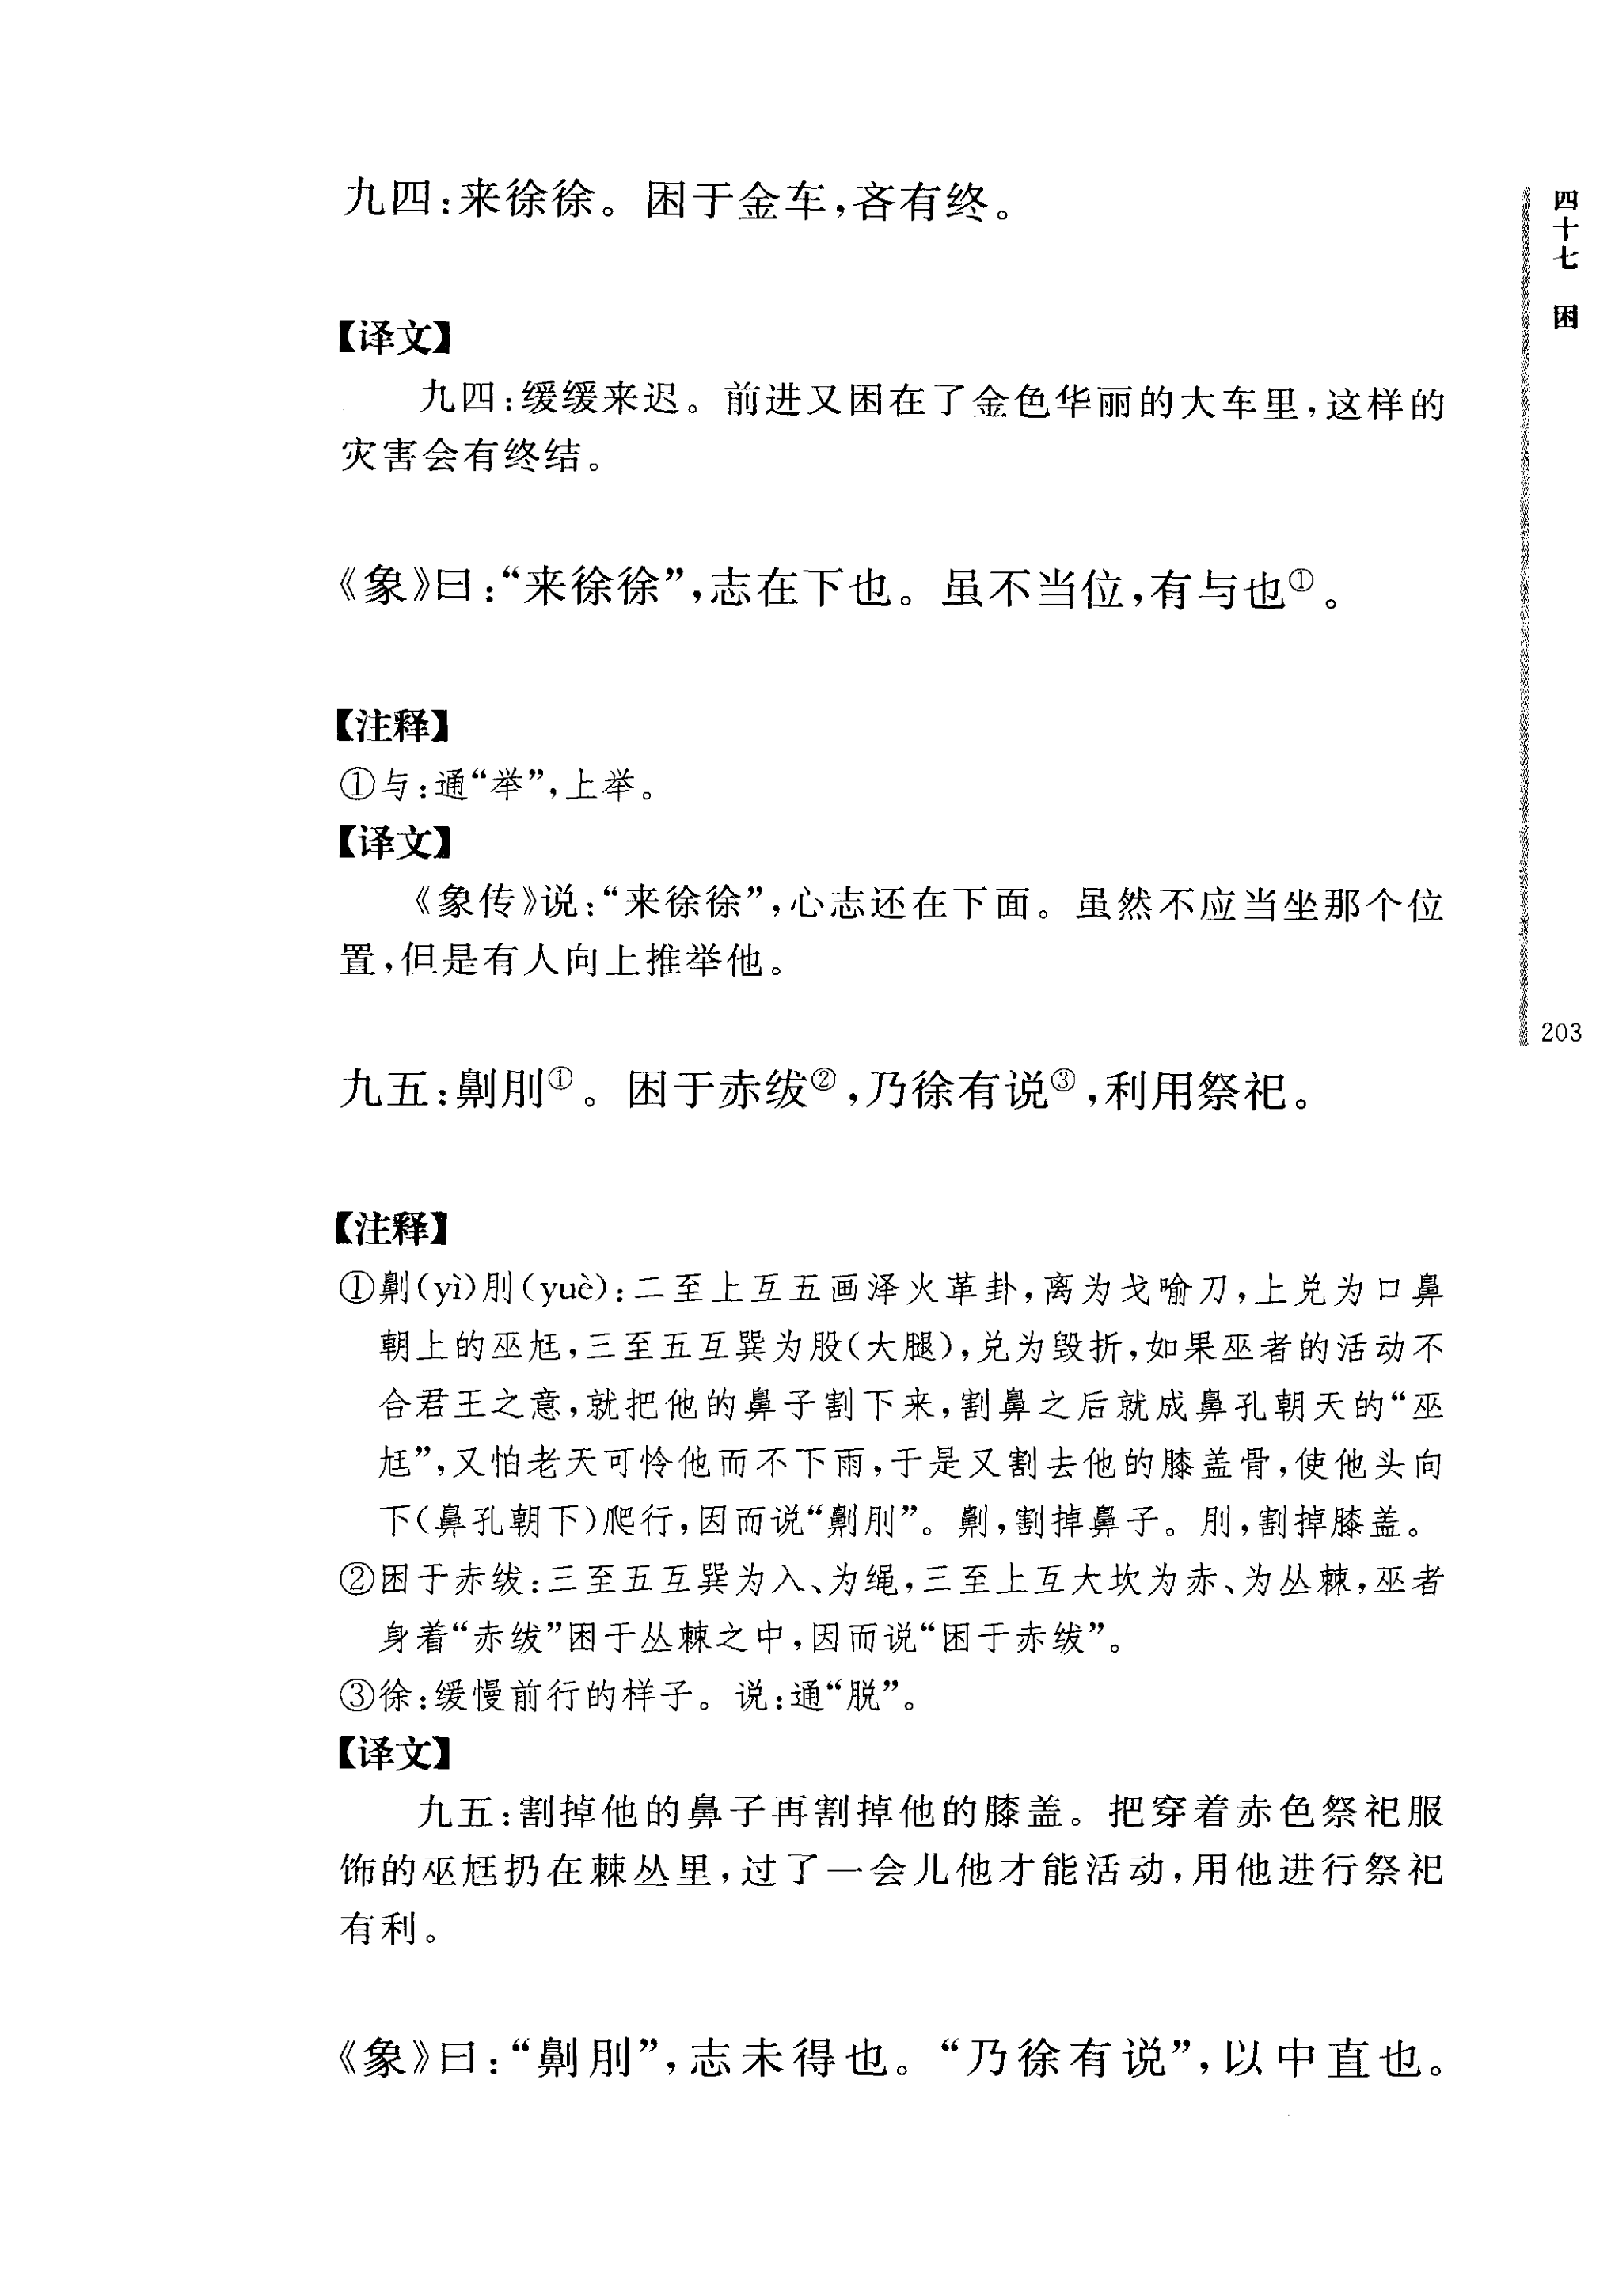 九四：来徐徐。困于金车，吝有终。
【译文】
九四：缓缓来迟。前进又困在了金色华丽的大车里，这样的
灾害会有终结。
《象》曰：“来徐徐”，志在下也。虽不当位，有与也①。
【注释】
①与：通“举”，上举。
【译文】
《象传》说：“来徐徐”，心志还在下面。虽然不应当坐那个位
置，但是有人向上推举他。
九五：劓刖①。困于赤绂②，乃徐有说③，利用祭祀。
【注释】
①劓(yì)刖(yuè)：二至上互五画泽火革卦，离为戈喻刀，上兑为口鼻
朝上的巫尪，三至五互巽为股(大腿)，兑为毁折，如果巫者的活动不
合君王之意，就把他的鼻子割下来，割鼻之后就成鼻孔朝天的“巫
尪”，又怕老天可怜他而不下雨，于是又割去他的膝盖骨，使他头向
下(鼻孔朝下)爬行，因而说“劓刖”。劓，割掉鼻子。刖，割掉膝盖。
②困于赤绂：三至五互巽为入、为绳，三至上互大坎为赤、为丛棘，巫者
身着“赤绂”困于丛棘之中，因而说“困于赤绂”。
③徐：缓慢前行的样子。说：通“脱”。
【译文】
九五：割掉他的鼻子再割掉他的膝盖。把穿着赤色祭祀服
饰的巫尪扔在棘丛里，过了一会儿他才能活动，用他进行祭祀
有利。
《象》曰：“劓刖”，志未得也。“乃徐有说”，以中直也。
四十七 困
203